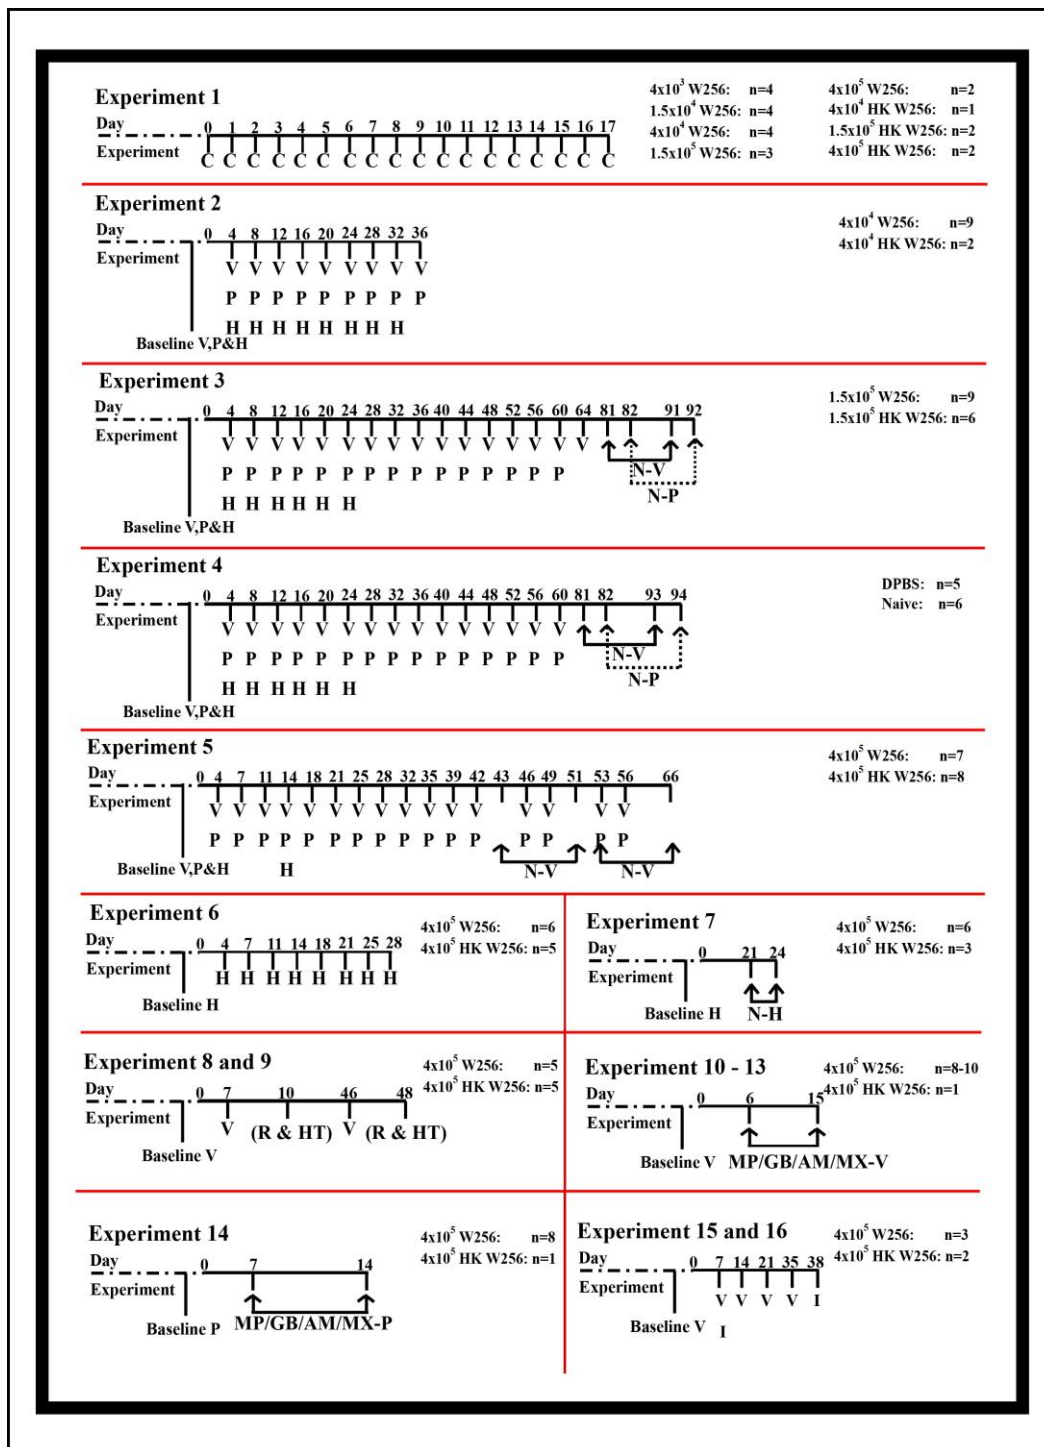 Experiment 1
4x10³ W256: n=4 4x10⁵ W256: n=2
1.5x10⁴ W256: n=4 4x10⁴ HK W256: n=1
4x10⁴ W256: n=4 1.5x10⁵ HK W256: n=2
1.5x10⁵ W256: n=3 4x10⁵ HK W256: n=2
Day 0 1 2 3 4 5 6 7 8 9 10 11 12 13 14 15 16 17
Experiment C C C C C C C C C C C C C C C C C C
Experiment 2
4x10⁴ W256: n=9
4x10⁴ HK W256: n=2
Day 0 4 8 12 16 20 24 28 32 36
Experiment V V V V V V V V V
P P P P P P P P P
H H H H H H H H
Baseline V,P&H
Experiment 3
1.5x10⁵ W256: n=9
1.5x10⁵ HK W256: n=6
Day 0 4 8 12 16 20 24 28 32 36 40 44 48 52 56 60 64 81 82 91 92
Experiment V V V V V V V V V V V V V V V V
P P P P P P P P P P P P P P P N-V
H H H H H H N-P
Baseline V,P&H
Experiment 4
DPBS: n=5
Naive: n=6
Day 0 4 8 12 16 20 24 28 32 36 40 44 48 52 56 60 81 82 93 94
Experiment V V V V V V V V V V V V V V V
P P P P P P P P P P P P P P P N-V
H H H H H H N-P
Baseline V,P&H
Experiment 5
4x10⁵ W256: n=7
4x10⁵ HK W256: n=8
Day 0 4 7 11 14 18 21 25 28 32 35 39 42 43 46 49 51 53 56 66
Experiment V V V V V V V V V V V V V V V V
P P P P P P P P P P P P P P P P
Baseline V,P&H H N-V N-V
Experiment 6
4x10⁵ W256: n=6
4x10⁵ HK W256: n=5
Day 0 4 7 11 14 18 21 25 28
Experiment H H H H H H H H
Baseline H
Experiment 7
4x10⁵ W256: n=6
4x10⁵ HK W256: n=3
Day 0 21 24
Experiment
Baseline H N-H
Experiment 8 and 9
4x10⁵ W256: n=5
4x10⁵ HK W256: n=5
Day 0 7 10 46 48
Experiment V (R & HT) V (R & HT)
Baseline V
Experiment 10 - 13
4x10⁵ W256: n=8-10
4x10⁵ HK W256: n=1
Day 0 6 15
Experiment
Baseline V MP/GB/AM/MX-V
Experiment 14
4x10⁵ W256: n=8
4x10⁵ HK W256: n=1
Day 0 7 14
Experiment
Baseline P MP/GB/AM/MX-P
Experiment 15 and 16
4x10⁵ W256: n=3
4x10⁵ HK W256: n=2
Day 0 7 14 21 35 38
Experiment V V V V I
Baseline V I